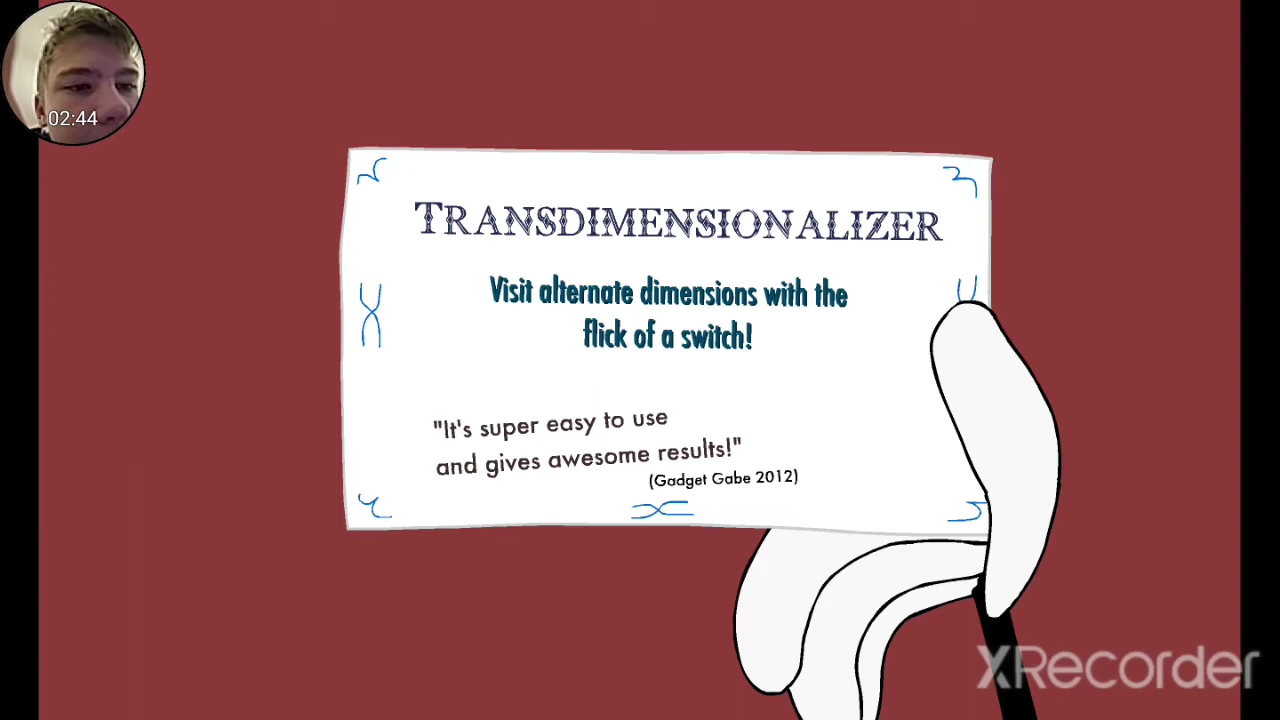 02:44
TRANSDIMENSIONALIZER
Visit alternate dimensions with the
flick of a switch!
"It's super easy to use
and gives awesome results!"
(Gadget Gabe 2012)
XRecorder